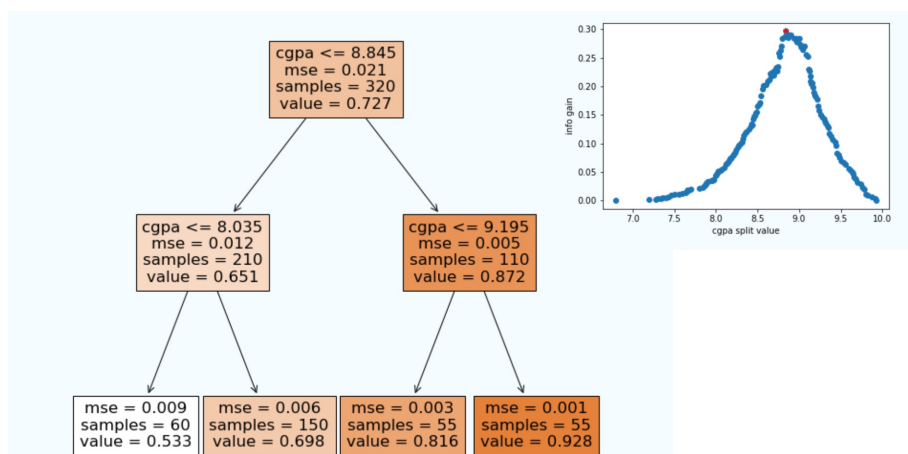 cgpa <= 8.845
mse = 0.021
samples = 320
value = 0.727
cgpa <= 8.035
mse = 0.012
samples = 210
value = 0.651
cgpa <= 9.195
mse = 0.005
samples = 110
value = 0.872
mse = 0.009
samples = 60
value = 0.533
mse = 0.006
samples = 150
value = 0.698
mse = 0.003
samples = 55
value = 0.816
mse = 0.001
samples = 55
value = 0.928
info gain
0.30
0.25
0.20
0.15
0.10
0.05
0.00
7.0 7.5 8.0 8.5 9.0 9.5 10.0
cgpa split value